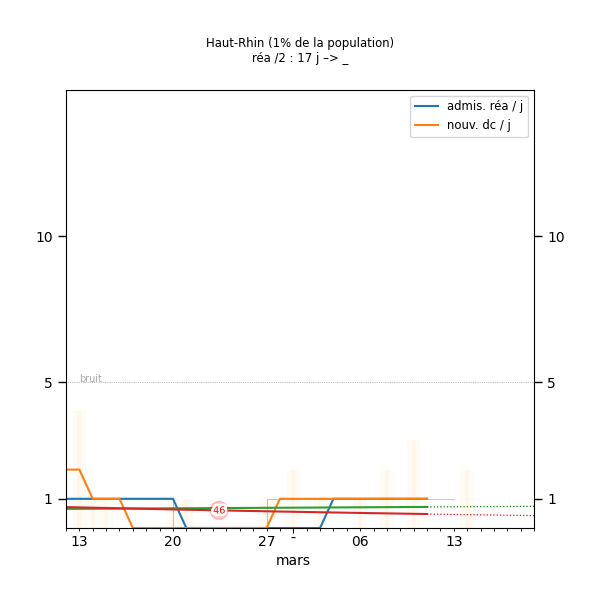 Haut-Rhin (1% de la population)
réa /2 : 17 j –> _
admis. réa / j
nouv. dc / j
10 10
bruit
5 5
1 1
46
13 20 27 - 06 13
mars